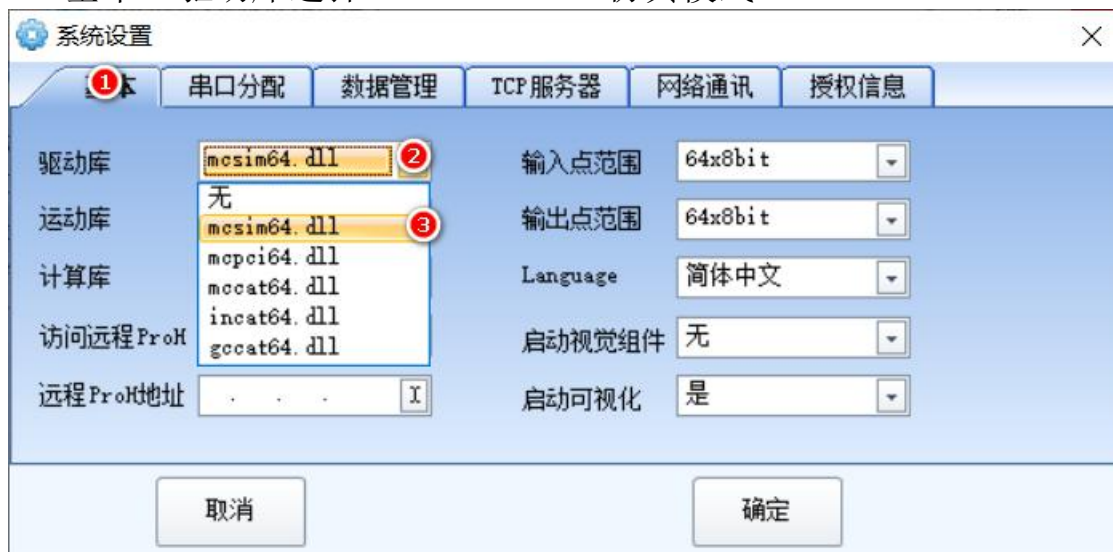 系统设置
1 本 串口分配 数据管理 TCP服务器 网络通讯 授权信息
驱动库 mcsim64.dll 2 输入点范围 64x8bit
无
运动库 mcsim64.dll 3 输出点范围 64x8bit
mcpci64.dll
计算库 mccat64.dll Language 简体中文
incat64.dll
访问远程ProH gccat64.dll 启动视觉组件 无
远程ProH地址 . . . 启动可视化 是
取消 确定